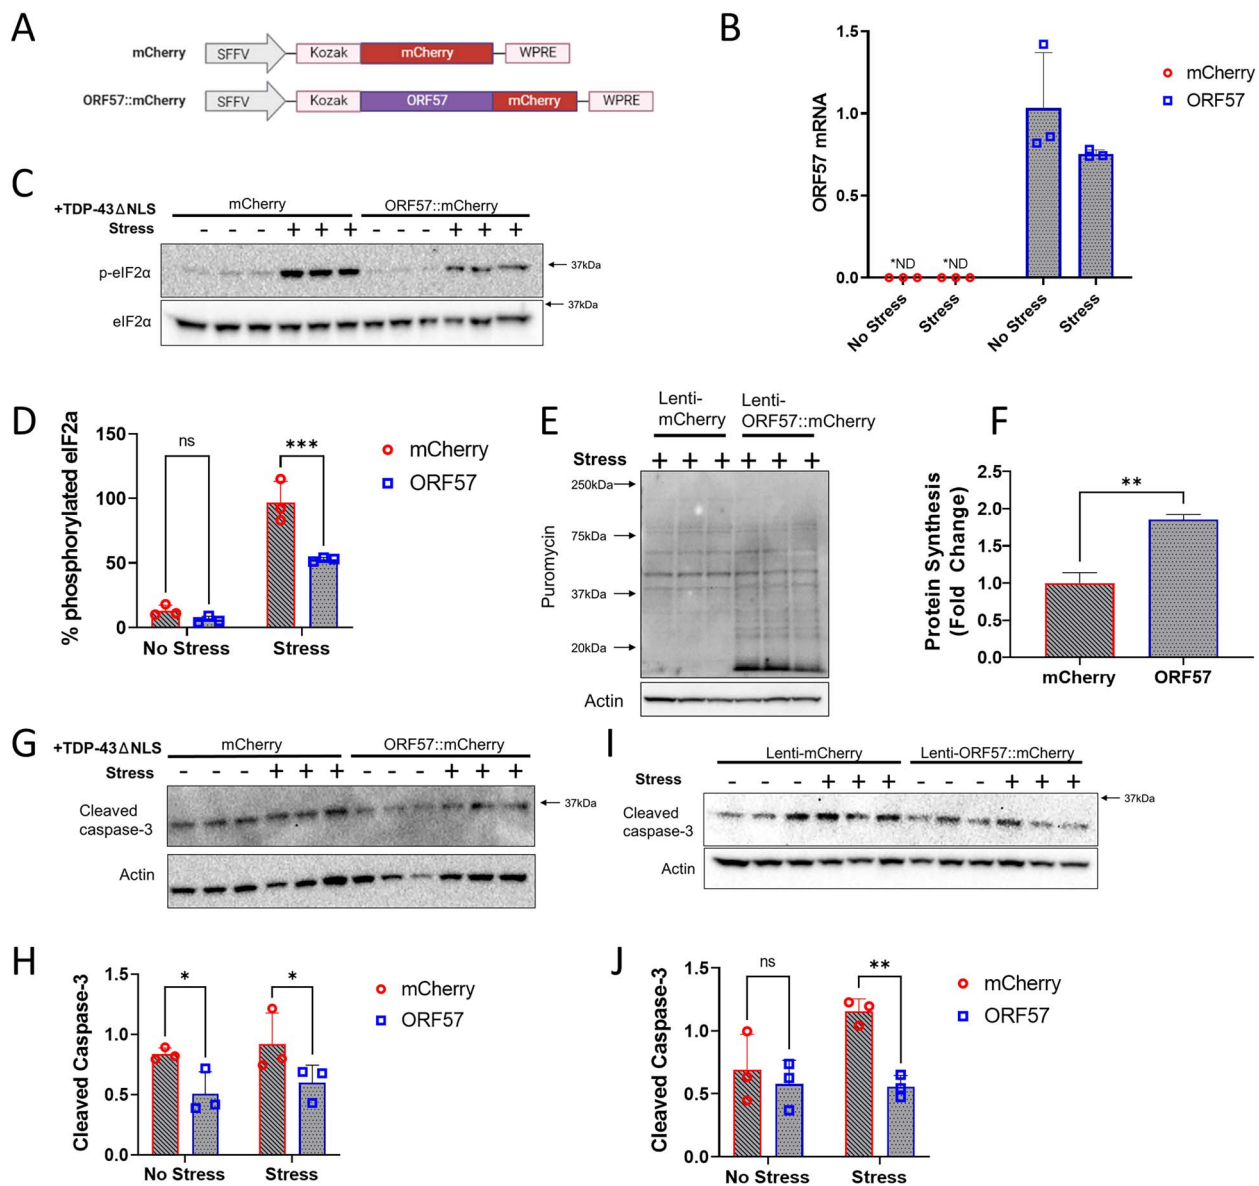 A
mCherry
SFFV
Kozak
mCherry
WPRE
ORF57::mCherry
SFFV
Kozak
ORF57
mCherry
WPRE
B
ORF57 mRNA
1.5
1.0
0.5
0.0
*ND
*ND
No Stress
Stress
No Stress
Stress
mCherry
ORF57
C
+TDP-43ΔNLS
mCherry
ORF57::mCherry
Stress
- - - + + + - - - + + +
p-eIF2α
37kDa
37kDa
eIF2α
D
% phosphorylated eIF2a
150
100
50
0
ns
***
No Stress
Stress
mCherry
ORF57
E
Lenti-
mCherry
Lenti-
ORF57::mCherry
Stress
+ + + + + +
250kDa
75kDa
37kDa
20kDa
Puromycin
Actin
F
Protein Synthesis
(Fold Change)
2.5
2.0
1.5
1.0
0.5
0.0
**
mCherry
ORF57
G
+TDP-43ΔNLS
mCherry
ORF57::mCherry
Stress
- - - + + + - - - + + +
Cleaved
caspase-3
37kDa
Actin
I
Lenti-mCherry
Lenti-ORF57::mCherry
Stress
- - - + + + - - - + + +
37kDa
Cleaved
caspase-3
Actin
H
Cleaved Caspase-3
1.5
1.0
0.5
0.0
*
*
No Stress
Stress
mCherry
ORF57
J
Cleaved Caspase-3
1.5
1.0
0.5
0.0
ns
**
No Stress
Stress
mCherry
ORF57